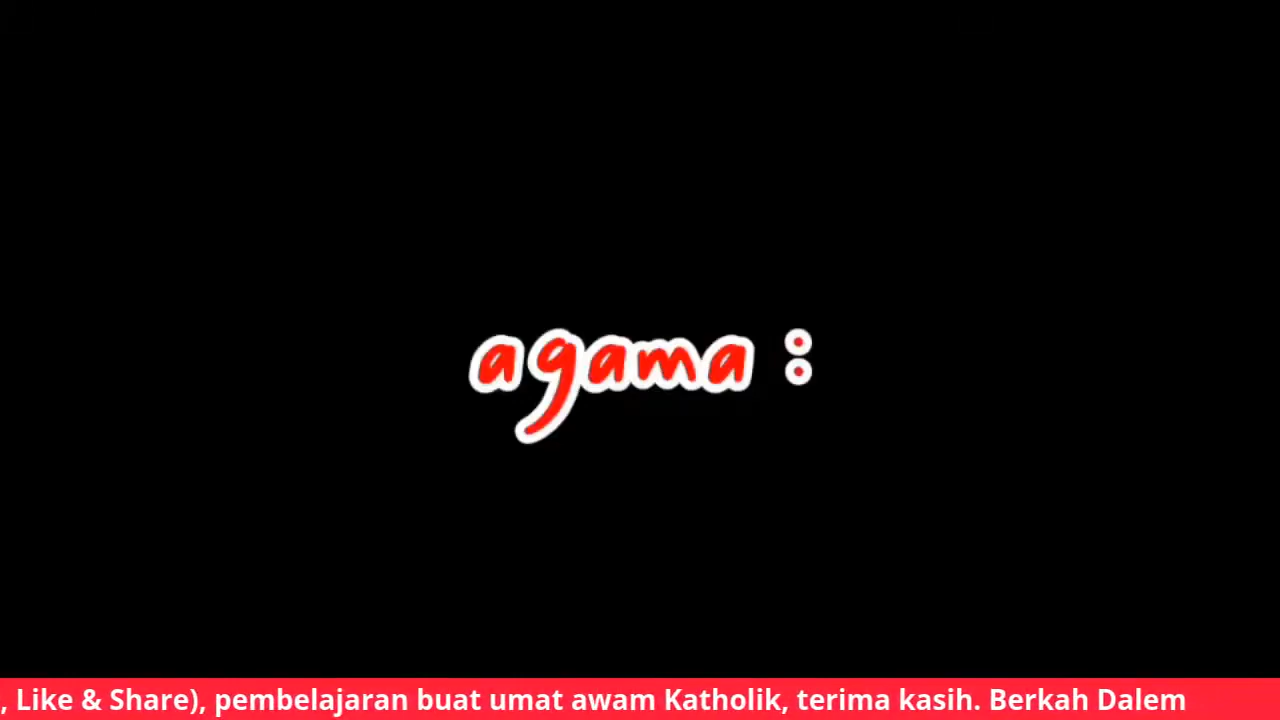 agama :
, Like & Share), pembelajaran buat umat awam Katholik, terima kasih. Berkah Dalem